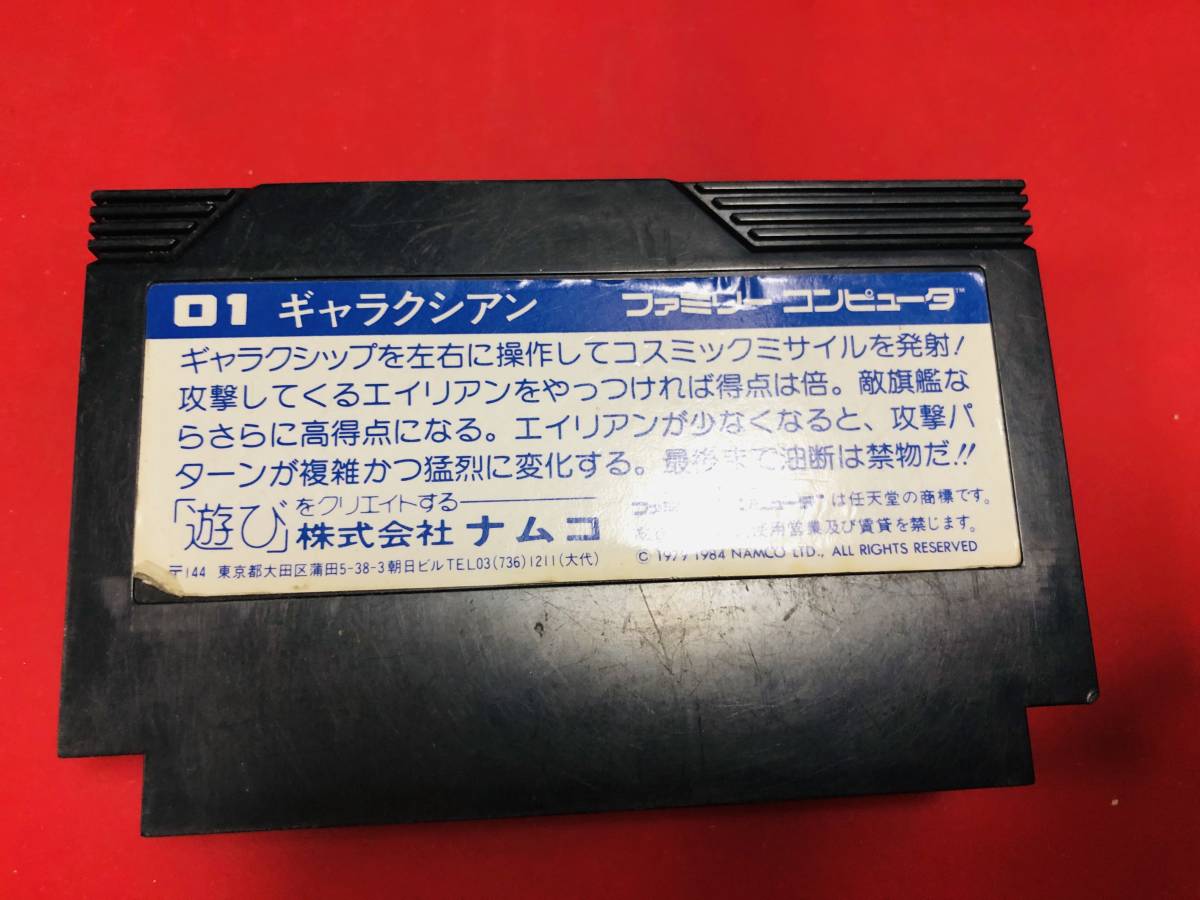 01 ギャラクシアン ファミリー コンピュータ™
ギャラクシップを左右に操作してコスミックミサイルを発射!
攻撃してくるエイリアンをやっつければ得点は倍。敵旗艦な
らさらに高得点になる。エイリアンが少なくなると、攻撃パ
ターンが複雑かつ猛烈に変化する。最後まで油断は禁物だ!!
「遊び」をクリエイトする
株式会社 ナムコ
〒144 東京都大田区蒲田5-38-3朝日ビル TEL03(736)1211(大代)
は任天堂の商標です。
営業及び賃貸を禁じます。
© 1979 1984 NAMCO LTD., ALL RIGHTS RESERVED